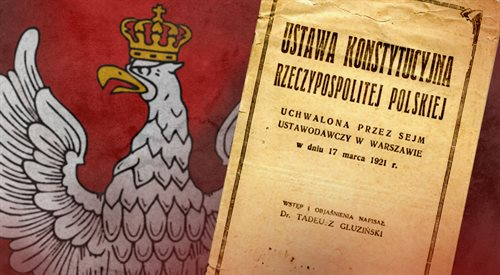 USTAWA KONSTYTUCYJNA
RZECZYPOSPOLITEJ POLSKIEJ
UCHWALONA PRZEZ SEJM
USTAWODAWCZY W WARSZAWIE
w dniu 17 marca 1921 r.
WSTĘP I OBJAŚNIENIA NAPISAŁ
Dr. TADEUSZ GLUZIŃSKI